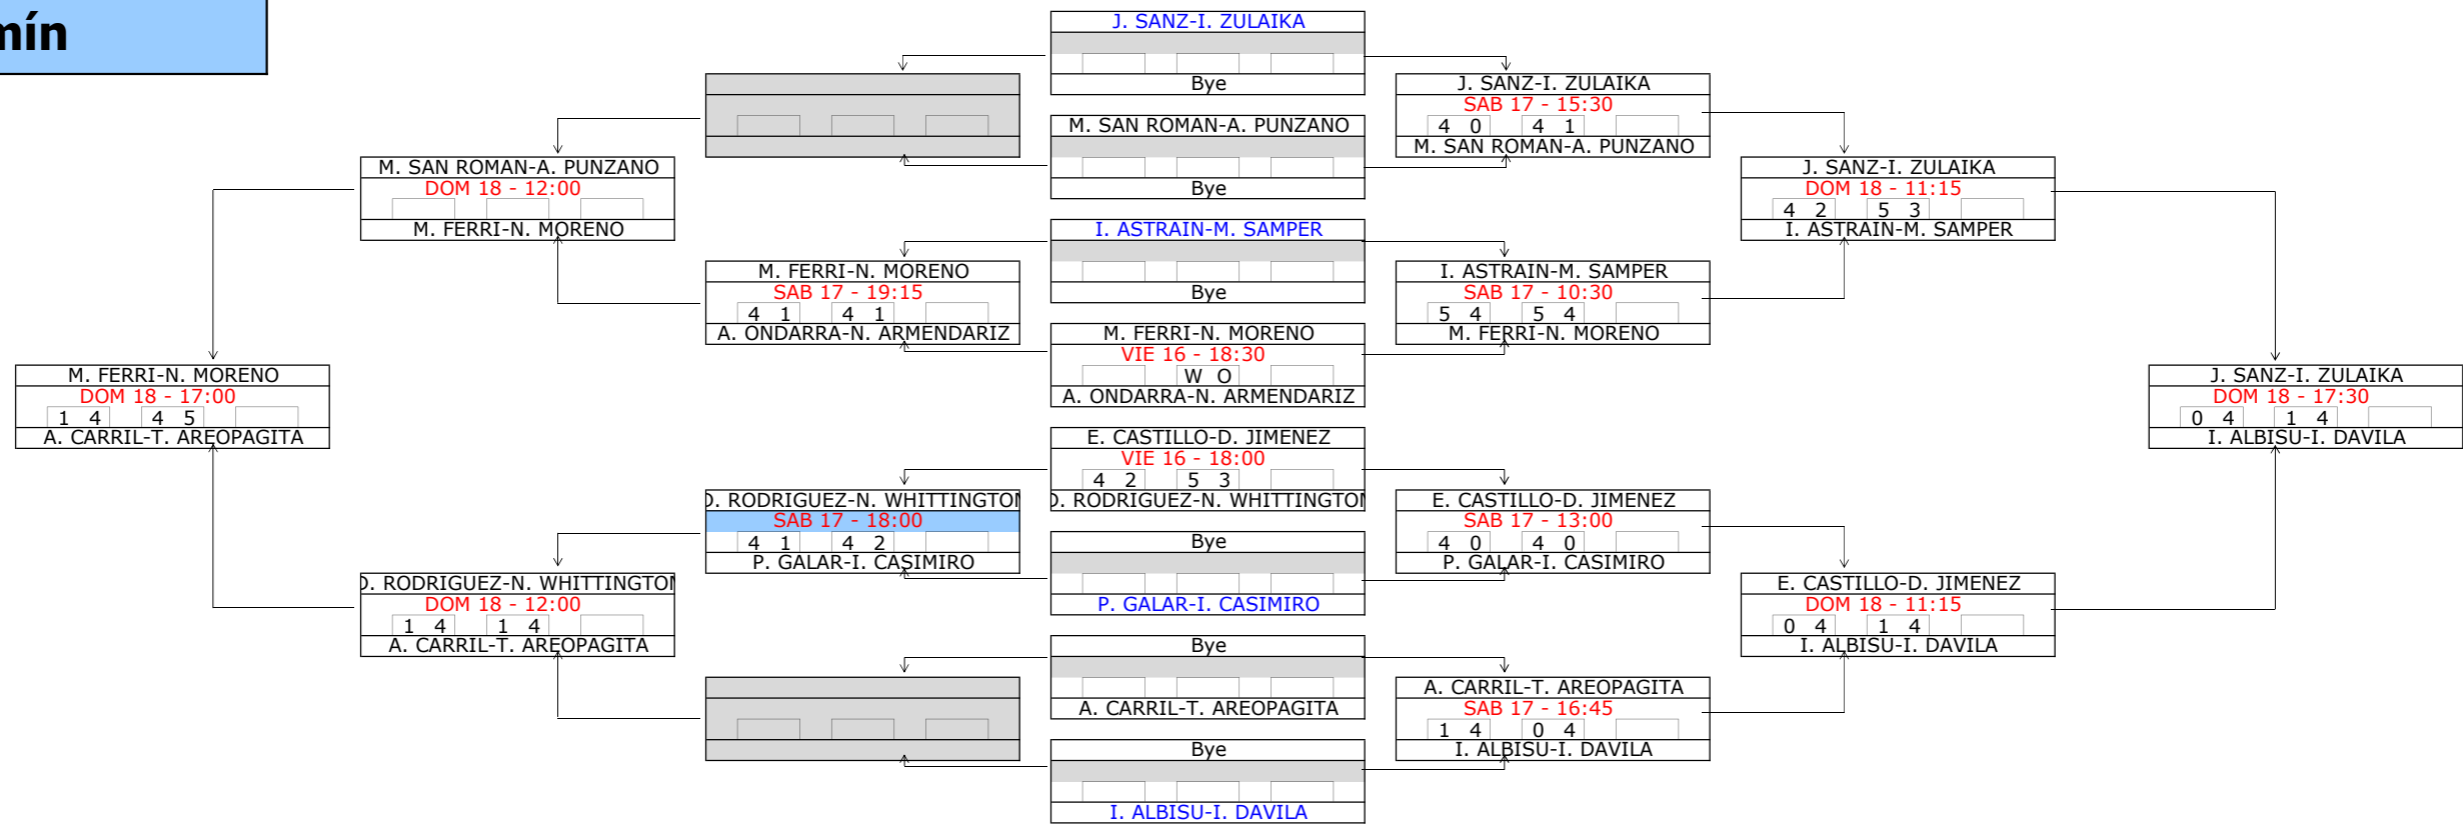 mín
J. SANZ-I. ZULAIKA
Bye
M. SAN ROMAN-A. PUNZANO
Bye
I. ASTRAIN-M. SAMPER
Bye
M. FERRI-N. MORENO
VIE 16 - 18:30
W O
A. ONDARRA-N. ARMENDARIZ
E. CASTILLO-D. JIMENEZ
VIE 16 - 18:00
4 2 5 3
D. RODRIGUEZ-N. WHITTINGTON
Bye
P. GALAR-I. CASIMIRO
Bye
A. CARRIL-T. AREOPAGITA
Bye
I. ALBISU-I. DAVILA
M. FERRI-N. MORENO
SAB 17 - 19:15
4 1 4 1
A. ONDARRA-N. ARMENDARIZ
D. RODRIGUEZ-N. WHITTINGTON
SAB 17 - 18:00
4 1 4 2
P. GALAR-I. CASIMIRO
M. SAN ROMAN-A. PUNZANO
DOM 18 - 12:00
M. FERRI-N. MORENO
D. RODRIGUEZ-N. WHITTINGTON
DOM 18 - 12:00
1 4 1 4
A. CARRIL-T. AREOPAGITA
M. FERRI-N. MORENO
DOM 18 - 17:00
1 4 4 5
A. CARRIL-T. AREOPAGITA
J. SANZ-I. ZULAIKA
SAB 17 - 15:30
4 0 4 1
M. SAN ROMAN-A. PUNZANO
I. ASTRAIN-M. SAMPER
SAB 17 - 10:30
5 4 5 4
M. FERRI-N. MORENO
E. CASTILLO-D. JIMENEZ
SAB 17 - 13:00
4 0 4 0
P. GALAR-I. CASIMIRO
A. CARRIL-T. AREOPAGITA
SAB 17 - 16:45
1 4 0 4
I. ALBISU-I. DAVILA
J. SANZ-I. ZULAIKA
DOM 18 - 11:15
4 2 5 3
I. ASTRAIN-M. SAMPER
E. CASTILLO-D. JIMENEZ
DOM 18 - 11:15
0 4 1 4
I. ALBISU-I. DAVILA
J. SANZ-I. ZULAIKA
DOM 18 - 17:30
0 4 1 4
I. ALBISU-I. DAVILA